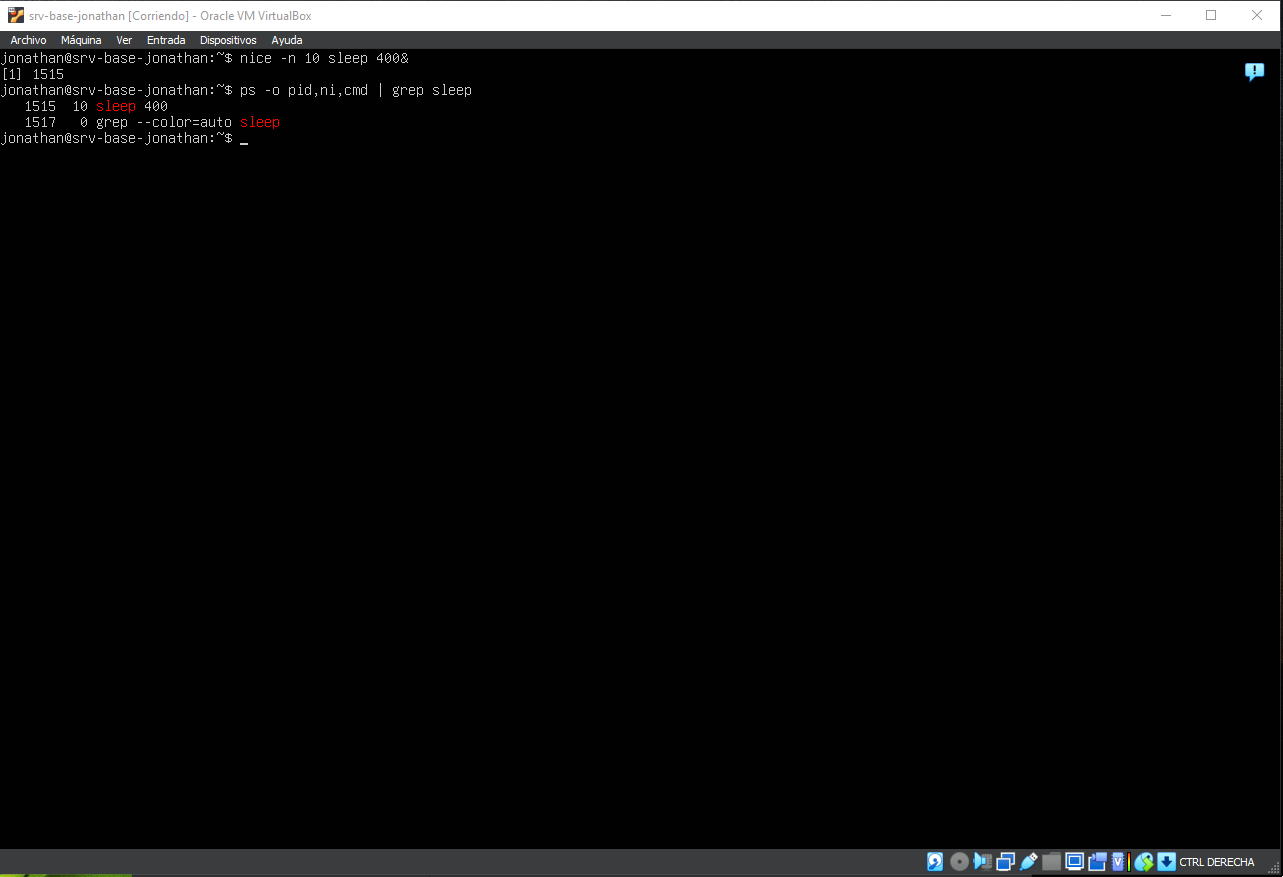 srv-base-jonathan [Corriendo] - Oracle VM VirtualBox
Archivo Máquina Ver Entrada Dispositivos Ayuda
jonathan@srv-base-jonathan:~$ nice -n 10 sleep 400&
[1] 1515
jonathan@srv-base-jonathan:~$ ps -o pid,ni,cmd | grep sleep
1515 10 sleep 400
1517 0 grep --color=auto sleep
jonathan@srv-base-jonathan:~$ _
CTRL DERECHA